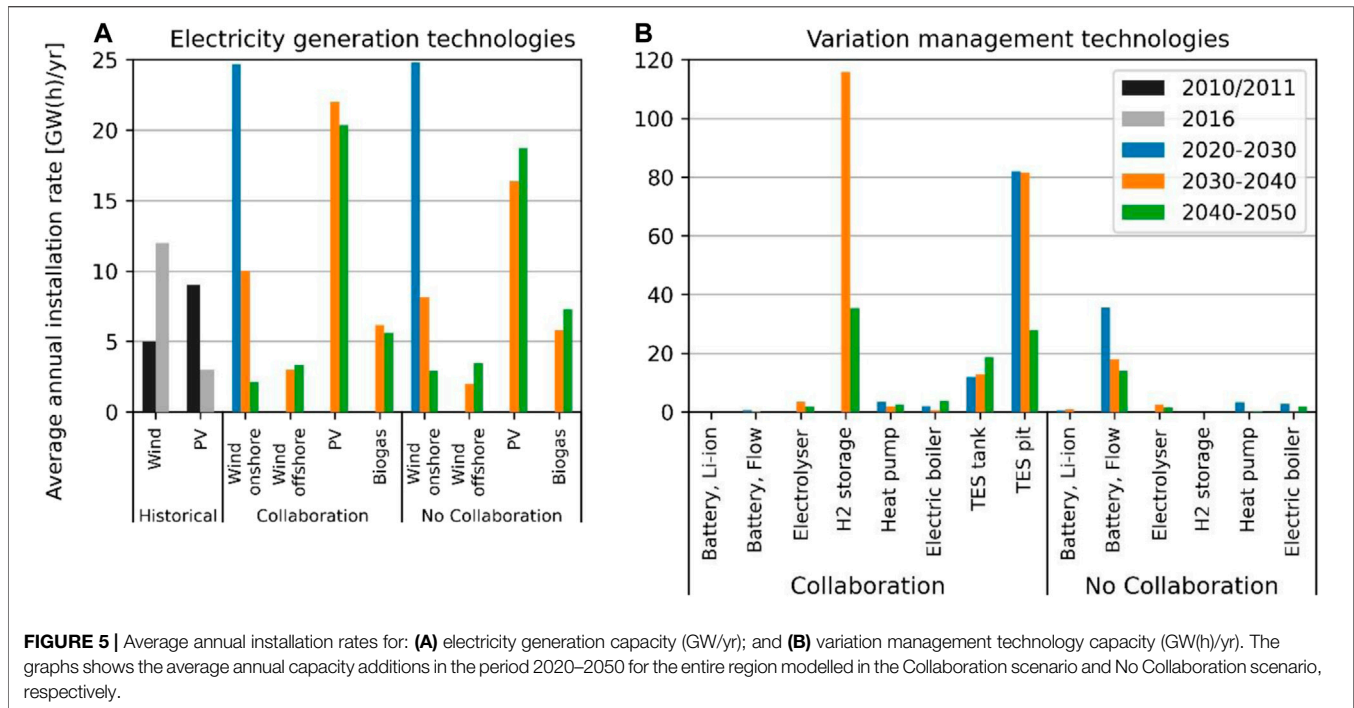 A
Electricity generation technologies
Average annual installation rate [GW(h)/yr]
25
20
15
10
5
0
Wind
PV
Wind
onshore
Wind
offshore
PV
Biogas
Wind
onshore
Wind
offshore
PV
Biogas
Historical
Collaboration
No Collaboration
B
Variation management technologies
120
100
80
60
40
20
0
2010/2011
2016
2020-2030
2030-2040
2040-2050
Battery, Li-ion
Battery, Flow
Electrolyser
H2 storage
Heat pump
Electric boiler
TES tank
TES pit
Battery, Li-ion
Battery, Flow
Electrolyser
H2 storage
Heat pump
Electric boiler
Collaboration
No Collaboration
FIGURE 5 | Average annual installation rates for: (A) electricity generation capacity (GW/yr); and (B) variation management technology capacity (GW(h)/yr). The
graphs shows the average annual capacity additions in the period 2020–2050 for the entire region modelled in the Collaboration scenario and No Collaboration scenario,
respectively.